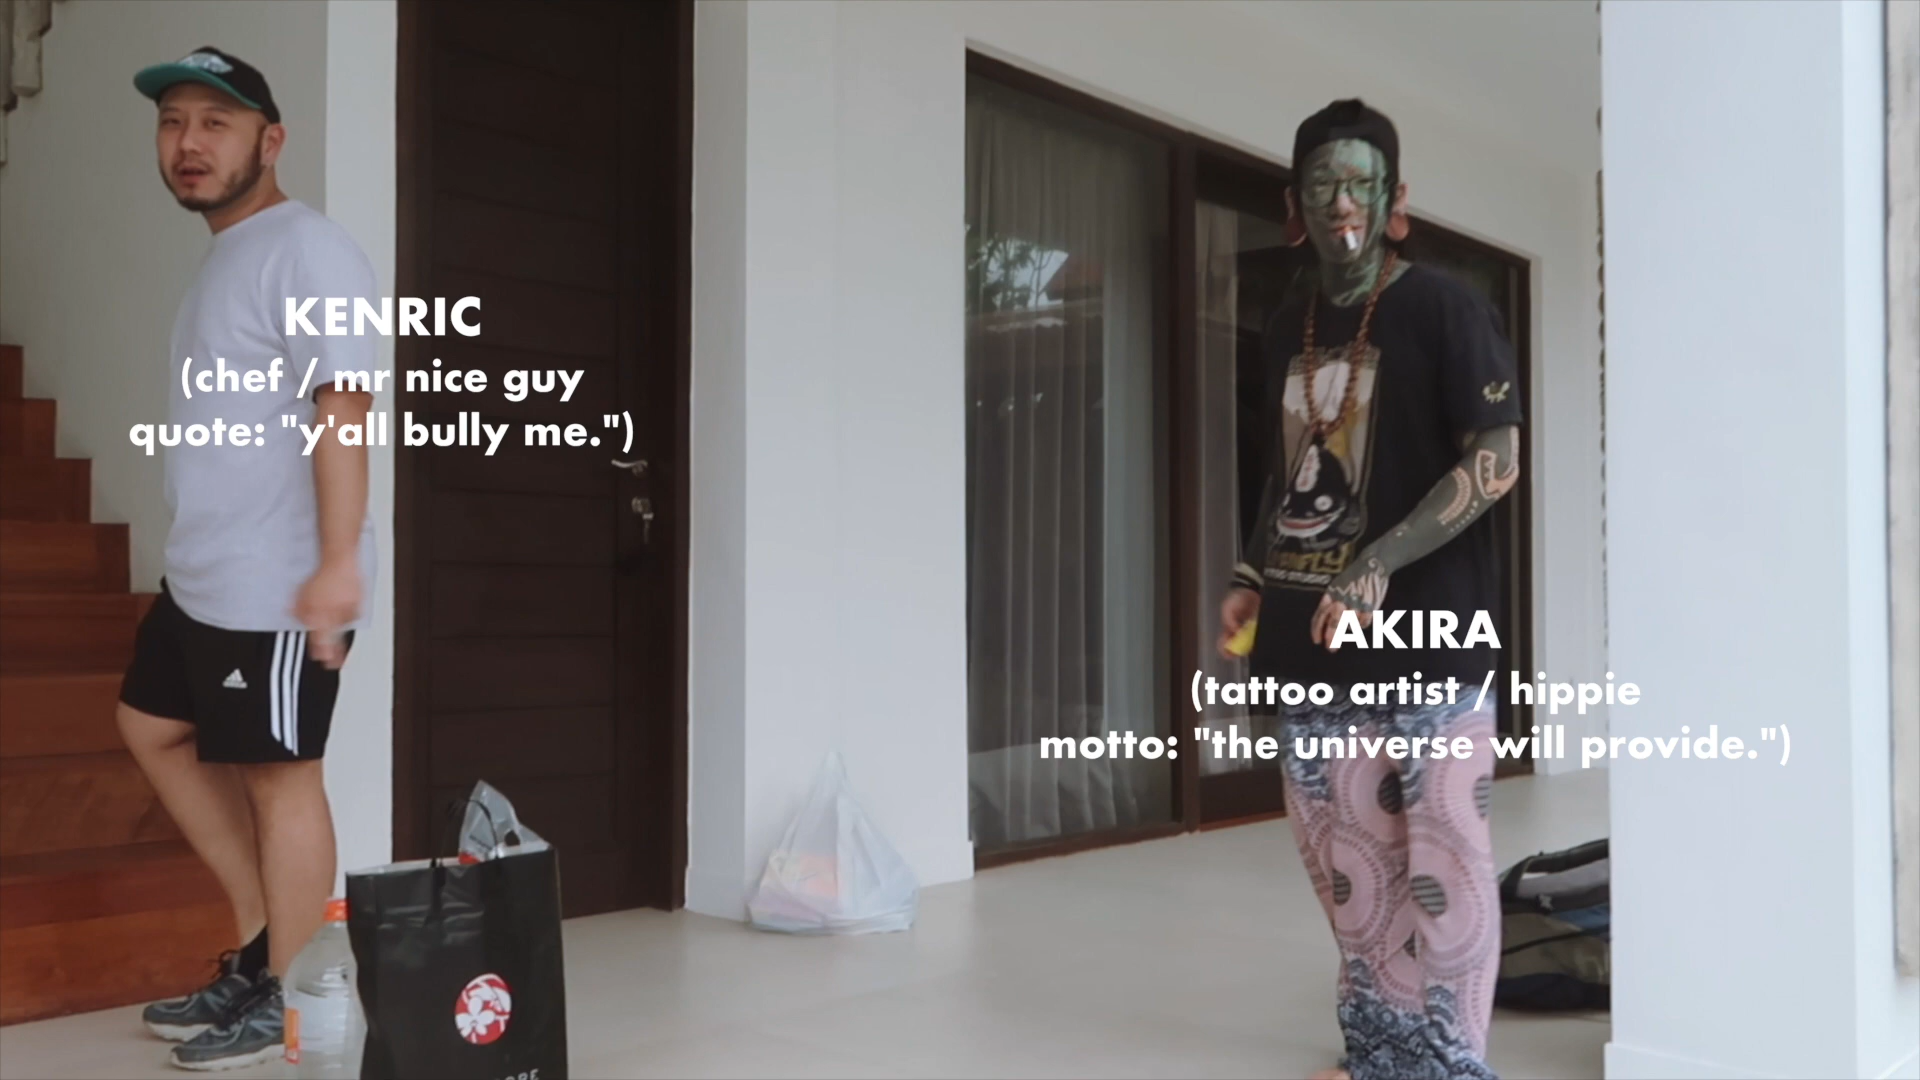 KENRIC
(chef / mr nice guy
quote: "y'all bully me.")
AKIRA
(tattoo artist / hippie
motto: "the universe will provide.")